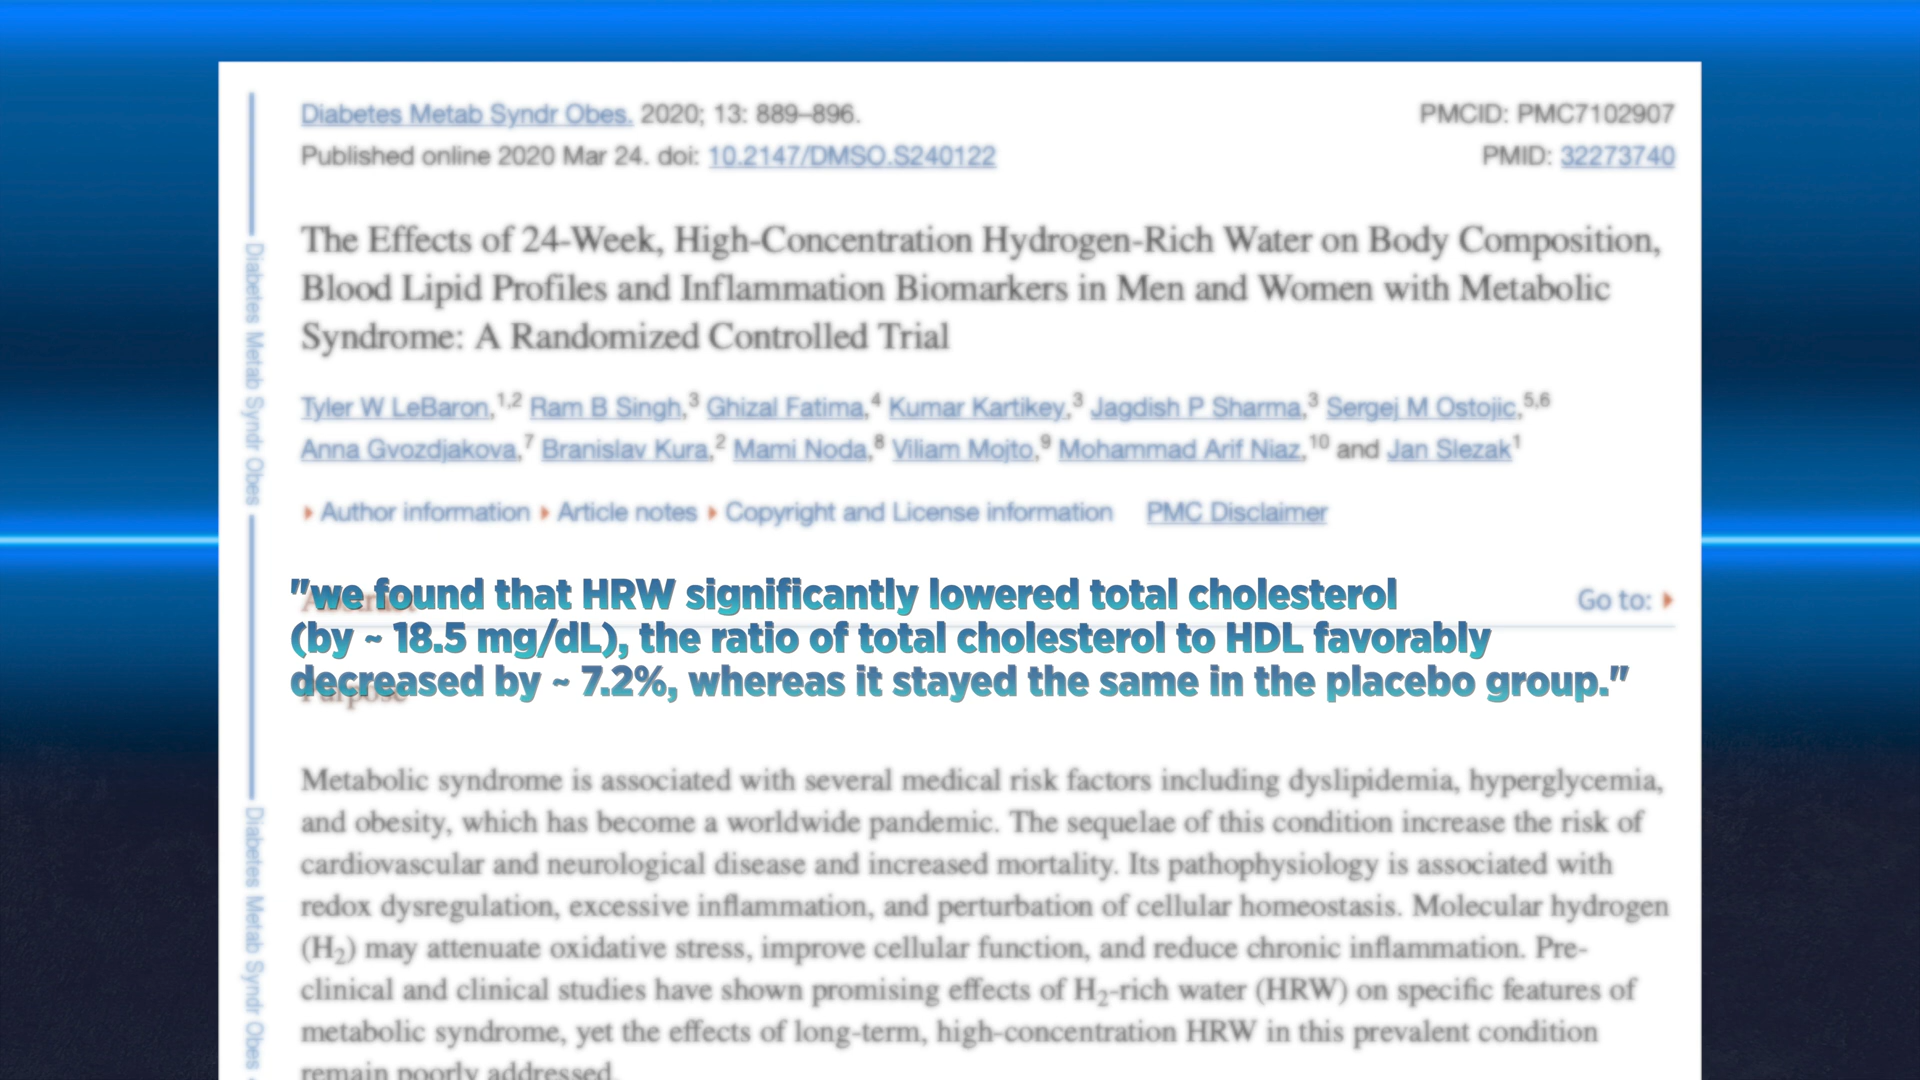 Diabetes Metab Syndr Obes. 2020; 13: 889–896.
PMCID: PMC7102907
Published online 2020 Mar 24. doi: 10.2147/DMSO.S240122
PMID: 32273740
The Effects of 24-Week, High-Concentration Hydrogen-Rich Water on Body Composition,
Blood Lipid Profiles and Inflammation Biomarkers in Men and Women with Metabolic
Syndrome: A Randomized Controlled Trial
Tyler W LeBaron,1,2 Ram B Singh,3 Ghizal Fatima,4 Kumar Kartikey,3 Jagdish P Sharma,3 Sergej M Ostojic,5,6
Anna Gvozdjakova,7 Branislav Kura,2 Mami Noda,8 Viliam Mojto,9 Mohammad Arif Niaz,10 and Jan Slezak1
Author information Article notes Copyright and License information PMC Disclaimer
"we found that HRW significantly lowered total cholesterol
(by ~ 18.5 mg/dL), the ratio of total cholesterol to HDL favorably
decreased by ~ 7.2%, whereas it stayed the same in the placebo group."
Go to:
Purpose
Metabolic syndrome is associated with several medical risk factors including dyslipidemia, hyperglycemia,
and obesity, which has become a worldwide pandemic. The sequelae of this condition increase the risk of
cardiovascular and neurological disease and increased mortality. Its pathophysiology is associated with
redox dysregulation, excessive inflammation, and perturbation of cellular homeostasis. Molecular hydrogen
(H2) may attenuate oxidative stress, improve cellular function, and reduce chronic inflammation. Pre-
clinical and clinical studies have shown promising effects of H2-rich water (HRW) on specific features of
metabolic syndrome, yet the effects of long-term, high-concentration HRW in this prevalent condition
remain poorly addressed.
Diabetes Metab Syndr Obes
Diabetes Metab Syndr Obes